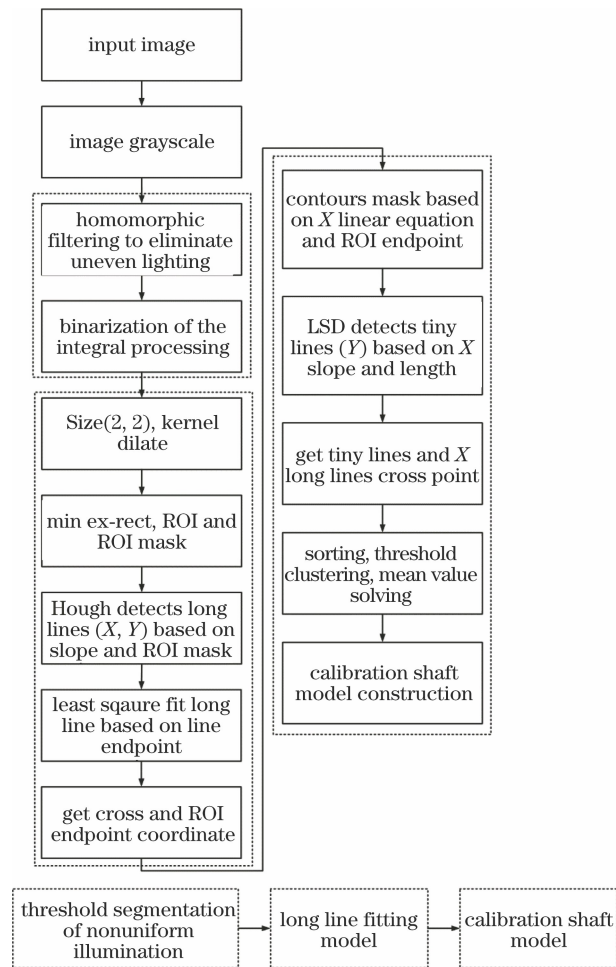 input image
image grayscale
homomorphic
filtering to eliminate
uneven lighting
binarization of the
integral processing
Size(2, 2), kernel
dilate
min ex-rect, ROI and
ROI mask
Hough detects long
lines (X, Y) based on
slope and ROI mask
least sqaure fit long
line based on line
endpoint
get cross and ROI
endpoint coordinate
contours mask based
on X linear equation
and ROI endpoint
LSD detects tiny
lines (Y) based on X
slope and length
get tiny lines and X
long lines cross point
sorting, threshold
clustering, mean value
solving
calibration shaft
model construction
threshold segmentation
of nonuniform
illumination
long line fitting
model
calibration shaft
model